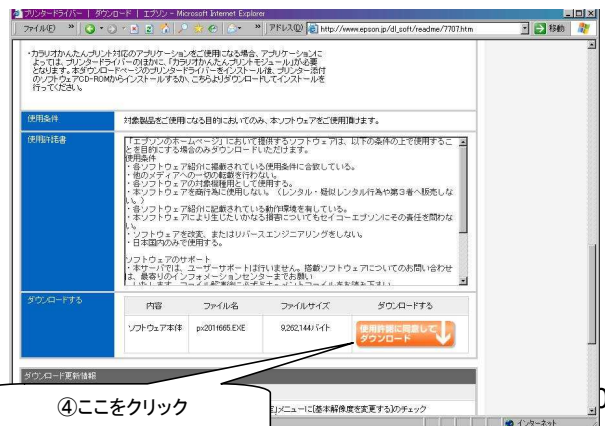 プリンタードライバー | ダウンロード | エプソン - Microsoft Internet Explorer
ファイル(F) » アドレス(D) http://www.epson.jp/dl_soft/readme/7707.htm 移動 »
・カラリオかんたんプリント対応のアプリケーションをご使用になる場合、アプリケーションに
よっては、プリンタードライバーのほかに、「カラリオかんたんプリントモジュール」が必要
となります。本ダウンロードページのプリンタードライバーをインストール後、プリンター添付
のソフトウェアCD-ROMからインストールするか、こちらよりダウンロードしてインストールを
行ってください。
使用条件 対象製品をご使用になる目的においてのみ、本ソフトウェアをご使用頂けます。
使用許諾書
「エプソンのホームページ」において提供するソフトウェアは、以下の条件の上で使用するこ
とを目的にする場合のみダウンロードいただけます。
使用条件
・各ソフトウェア紹介に掲載されている使用条件に合致している。
・他のメディアへの一切の転載を行わない。
・各ソフトウェアの対象機種用として使用する。
・本ソフトウェアを商行為に使用しない。（レンタル・疑似レンタル行為や第3者へ販売しな
い。）
・各ソフトウェア紹介に記載されている動作環境を有している。
・本ソフトウェアにより生じたいかなる損害についてもセイコーエプソンにその責任を問わな
い。
・ソフトウェアを改変、またはリバースエンジニアリングをしない。
・日本国内のみで使用する。
ソフトウェアのサポート
・本サーバでは、ユーザーサポートは行いません。搭載ソフトウェアについてのお問い合わせ
は、最寄りのインフォメーションセンターまでお願い
ダウンロードする
内容 ファイル名 ファイルサイズ ダウンロードする
ソフトウェア本体 px2011665.EXE 9,262,144バイト 使用許諾に同意して
ダウンロード
ダウンロード更新情報
④ここをクリック
メニューに[基本解像度を変更する]のチェック
インターネット